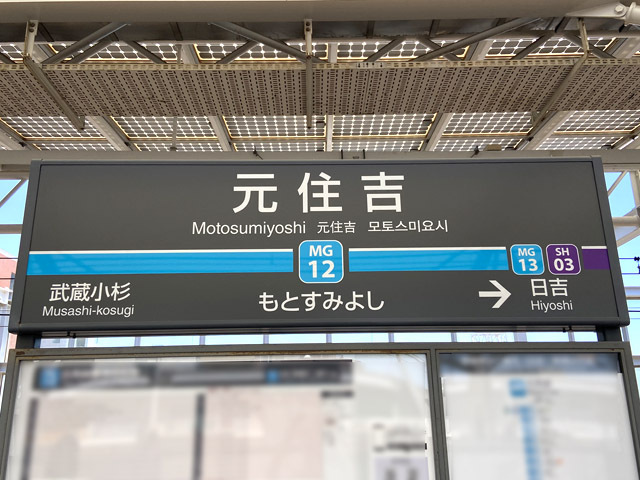 元住吉
Motosumiyoshi 元住吉 모토스미요시
MG 12
MG 13 SH 03
武蔵小杉
Musashi-kosugi
もとすみよし
→ 日吉
Hiyoshi